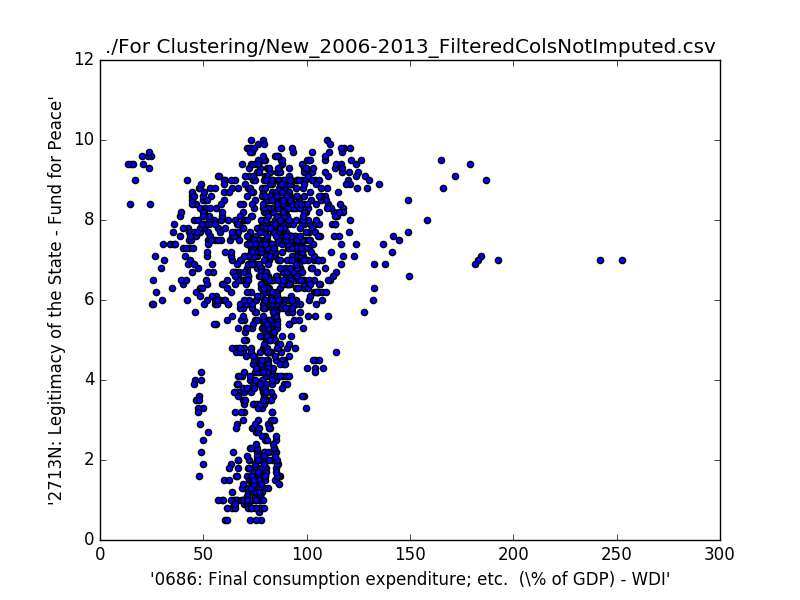 ./For Clustering/New_2006-2013_FilteredColsNotImputed.csv
12
10
8
6
4
2
0
'2713N: Legitimacy of the State - Fund for Peace'
0 50 100 150 200 250 300
'0686: Final consumption expenditure; etc.  (\% of GDP) - WDI'